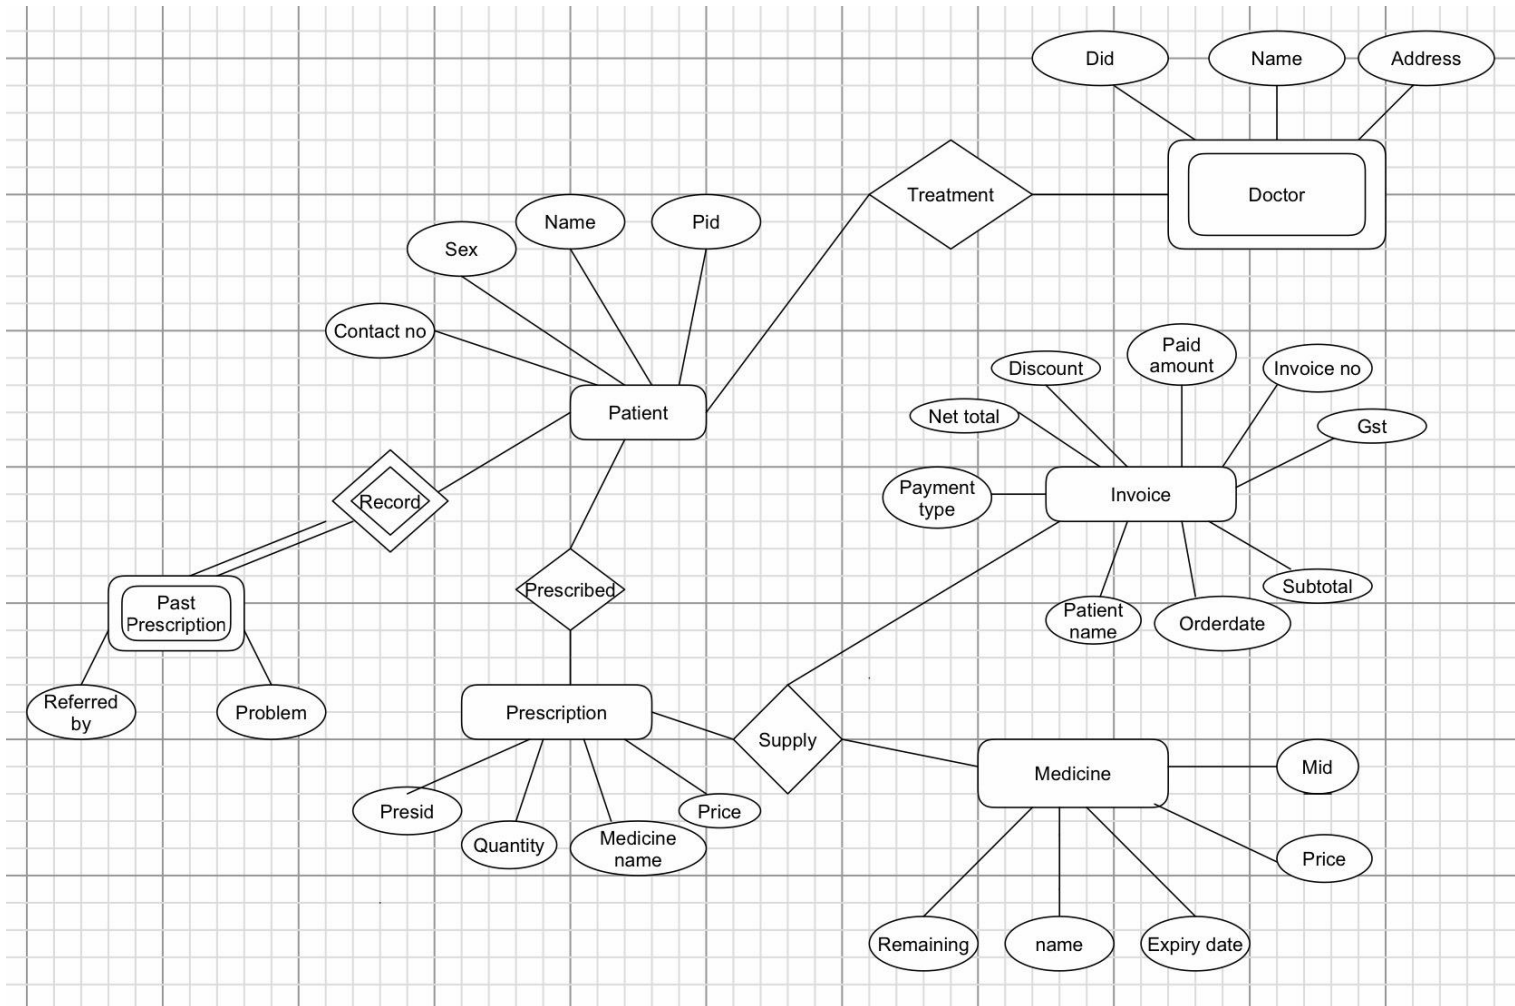 Did
Name
Address
Treatment
Doctor
Name
Pid
Sex
Contact no
Patient
Paid
amount
Discount
Invoice no
Net total
Gst
Payment
type
Invoice
Record
Prescribed
Past
Prescription
Patient
name
Orderdate
Subtotal
Referred
by
Problem
Prescription
Supply
Medicine
Mid
Presid
Quantity
Medicine
name
Price
Price
Remaining
name
Expiry date